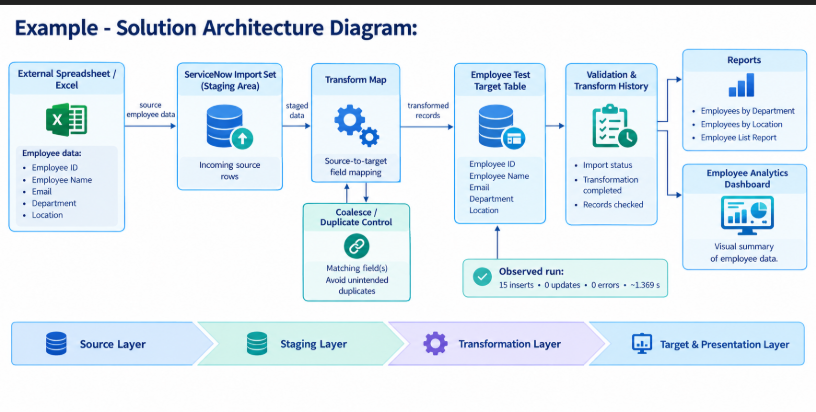 Example - Solution Architecture Diagram:
External Spreadsheet /
Excel
X
Employee data:
• Employee ID
• Employee Name
• Email
• Department
• Location
source
employee data
ServiceNow Import Set
(Staging Area)
Incoming source
rows
staged
data
Transform Map
Source-to-target
field mapping
Coalesce /
Duplicate Control
Matching field(s)
Avoid unintended
duplicates
transformed
records
Employee Test
Target Table
Employee ID
Employee Name
Email
Department
Location
Observed run:
15 inserts • 0 updates • 0 errors • ~1.369 s
Validation &
Transform History
• Import status
• Transformation
completed
• Records checked
Reports
• Employees by Department
• Employees by Location
• Employee List Report
Employee Analytics
Dashboard
Visual summary
of employee data.
Source Layer
Staging Layer
Transformation Layer
Target & Presentation Layer